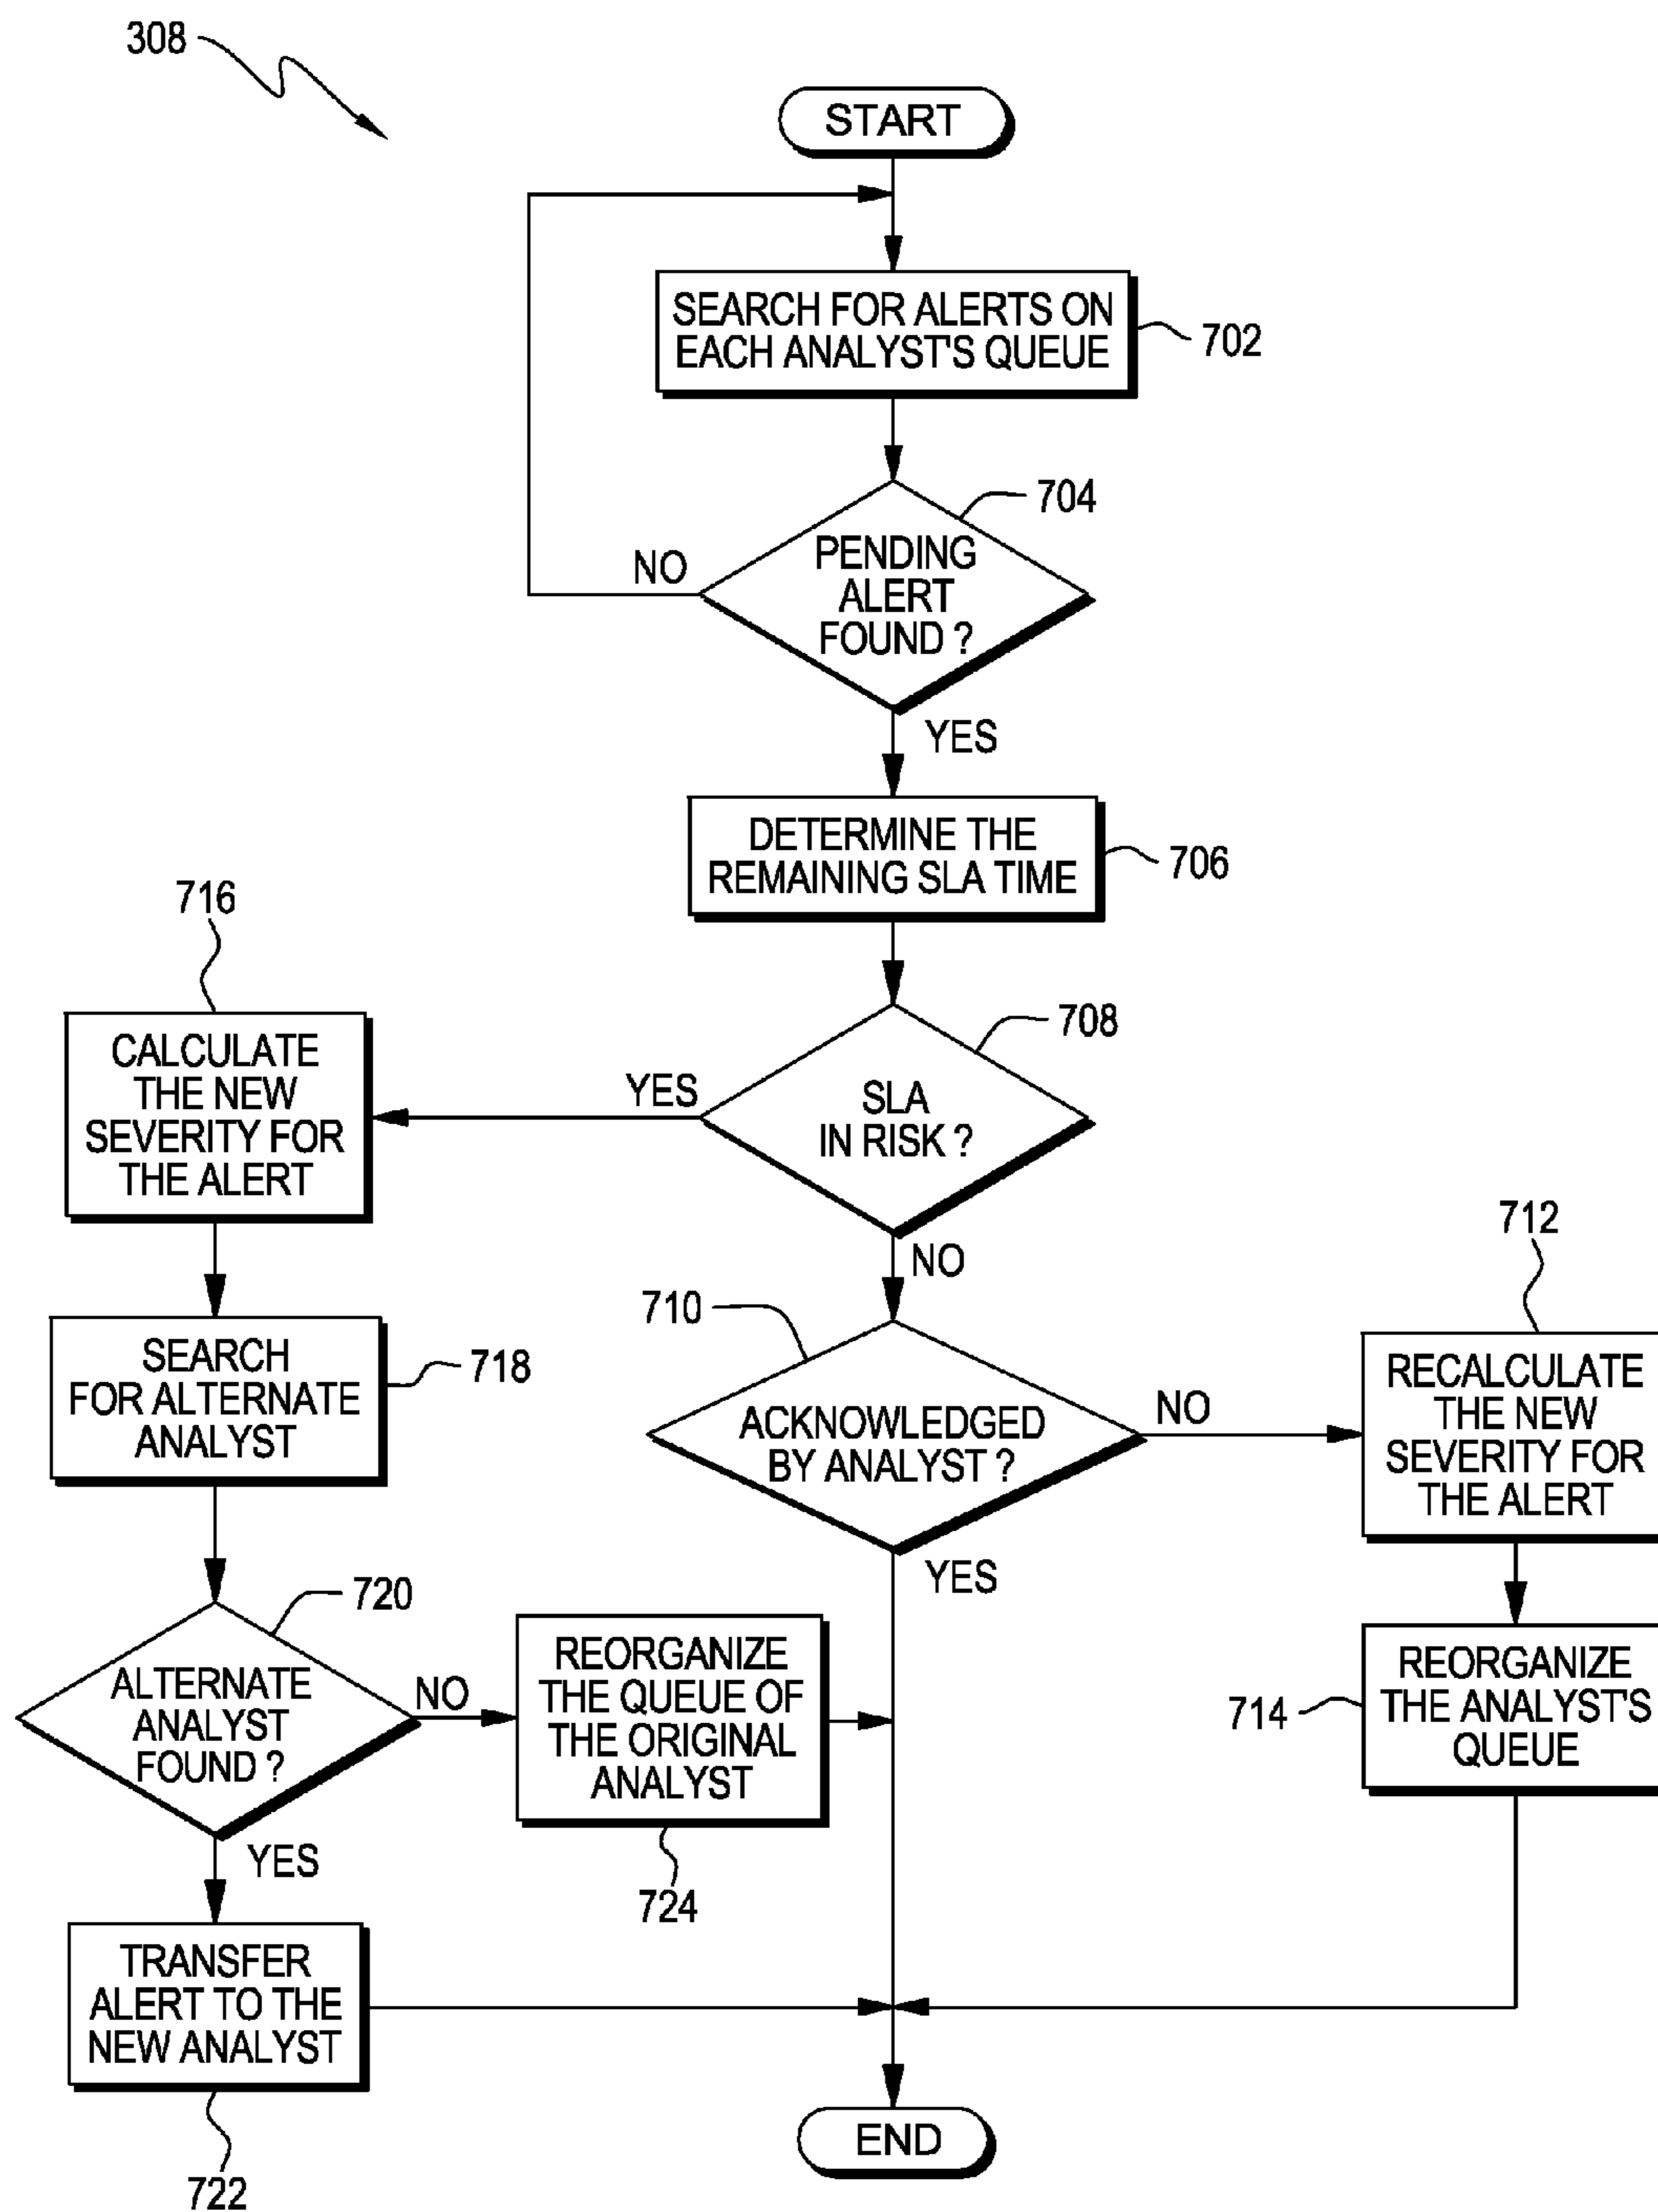 308
START
SEARCH FOR ALERTS ON
EACH ANALYST'S QUEUE
702
704
PENDING
ALERT
FOUND ?
NO
YES
DETERMINE THE
REMAINING SLA TIME
706
716
CALCULATE
THE NEW
SEVERITY FOR
THE ALERT
708
SLA
IN RISK ?
YES
NO
712
710
ACKNOWLEDGED
BY ANALYST ?
NO
YES
RECALCULATE
THE NEW
SEVERITY FOR
THE ALERT
SEARCH
FOR ALTERNATE
ANALYST
718
720
ALTERNATE
ANALYST
FOUND ?
NO
YES
REORGANIZE
THE QUEUE OF
THE ORIGINAL
ANALYST
724
714
REORGANIZE
THE ANALYST'S
QUEUE
TRANSFER
ALERT TO THE
NEW ANALYST
722
END